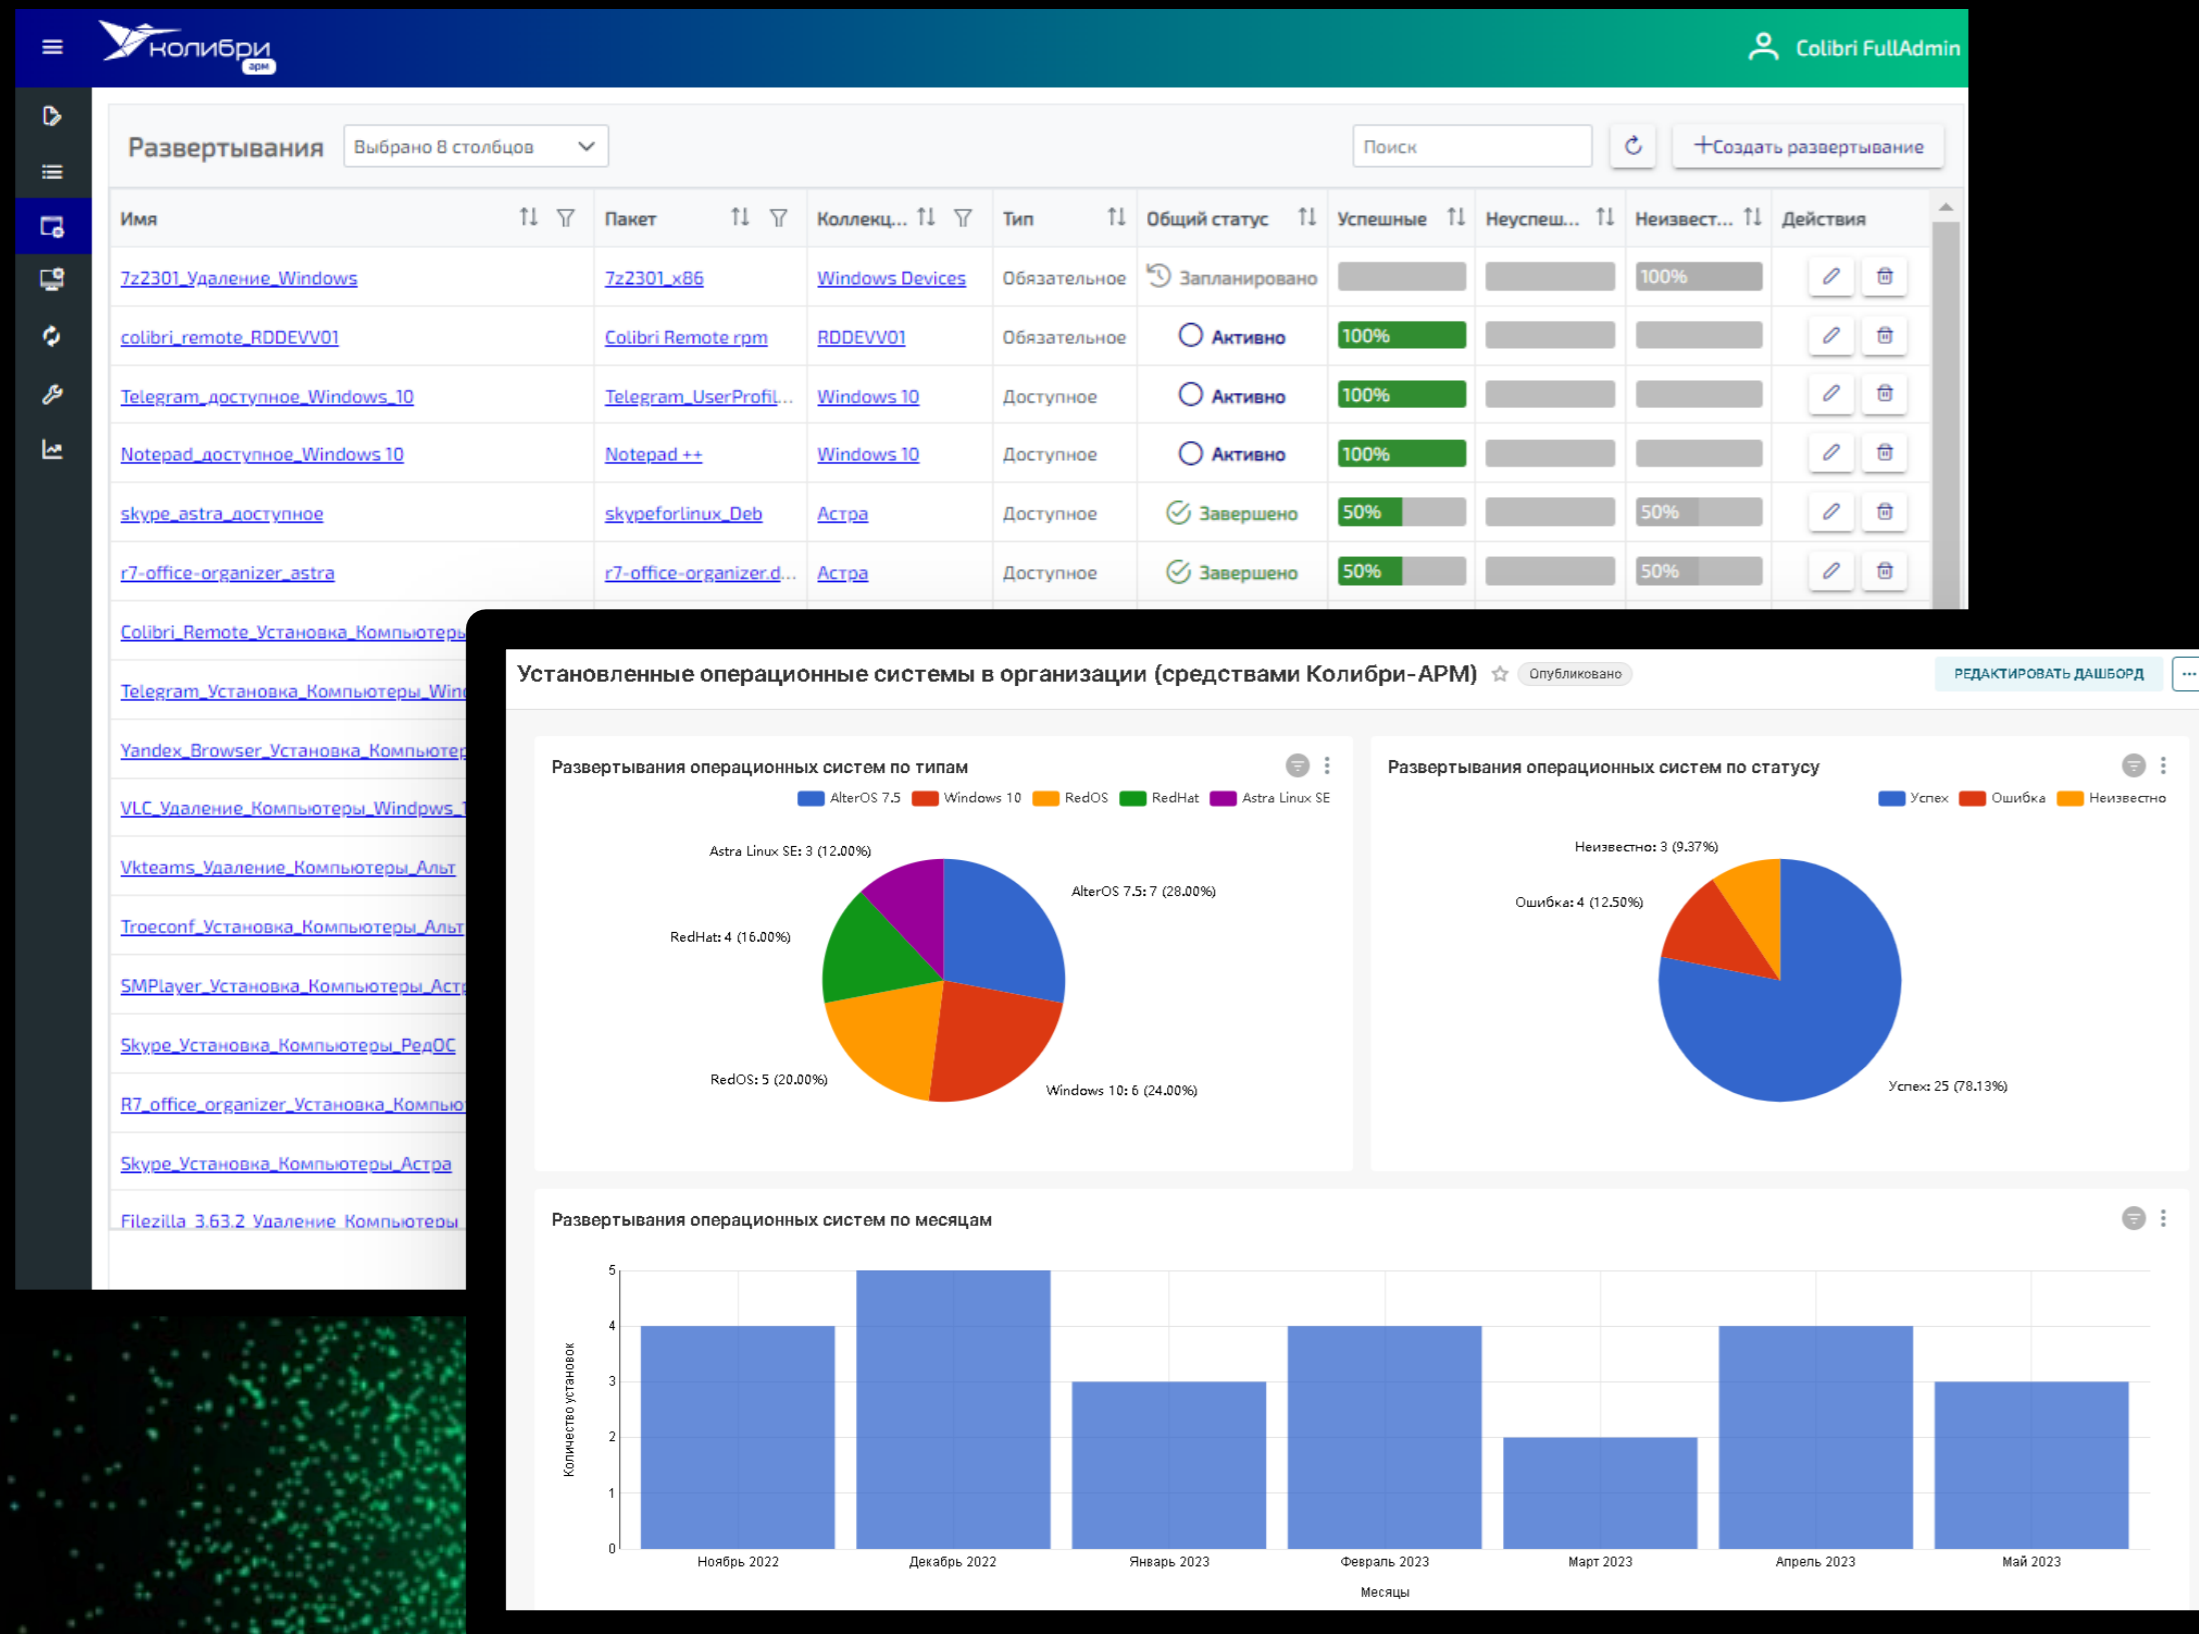 колибри
арм
Colibri FullAdmin
Развертывания
Выбрано 8 столбцов
Поиск
+Создать развертывание
Имя Пакет Коллекц... Тип Общий статус Успешные Неуспеш... Неизвест... Действия
7z2301_Удаление_Windows 7z2301_x86 Windows Devices Обязательное Запланировано 100%
colibri_remote_RDDEVV01 Colibri Remote rpm RDDEVV01 Обязательное Активно 100%
Telegram_доступное_Windows_10 Telegram_UserProfil... Windows 10 Доступное Активно 100%
Notepad_доступное_Windows 10 Notepad ++ Windows 10 Доступное Активно 100%
skype_astra_доступное skypeforlinux_Deb Астра Доступное Завершено 50% 50%
r7-office-organizer_astra r7-office-organizer.d... Астра Доступное Завершено 50% 50%
Colibri_Remote_Установка_Компьютеры
Telegram_Установка_Компьютеры_Wind
Yandex_Browser_Установка_Компьютер
VLC_Удаление_Компьютеры_Windpws_1
Vkteams_Удаление_Компьютеры_Альт
Troeconf_Установка_Компьютеры_Альт
SMPlayer_Установка_Компьютеры_Астр
Skype_Установка_Компьютеры_РедОС
R7_office_organizer_Установка_Компью
Skype_Установка_Компьютеры_Астра
Filezilla_3.63.2_Удаление_Компьютеры
Установленные операционные системы в организации (средствами Колибри-АРМ)
Опубликовано
РЕДАКТИРОВАТЬ ДАШБОРД
...
Развертывания операционных систем по типам
AlterOS 7.5 Windows 10 RedOS RedHat Astra Linux SE
Astra Linux SE: 3 (12.00%)
AlterOS 7.5: 7 (28.00%)
RedHat: 4 (16.00%)
RedOS: 5 (20.00%)
Windows 10: 6 (24.00%)
Развертывания операционных систем по статусу
Успех Ошибка Неизвестно
Неизвестно: 3 (9.37%)
Ошибка: 4 (12.50%)
Успех: 25 (78.13%)
Развертывания операционных систем по месяцам
Количество установок
5
4
3
2
1
0
Ноябрь 2022 Декабрь 2022 Январь 2023 Февраль 2023 Март 2023 Апрель 2023 Май 2023
Месяцы